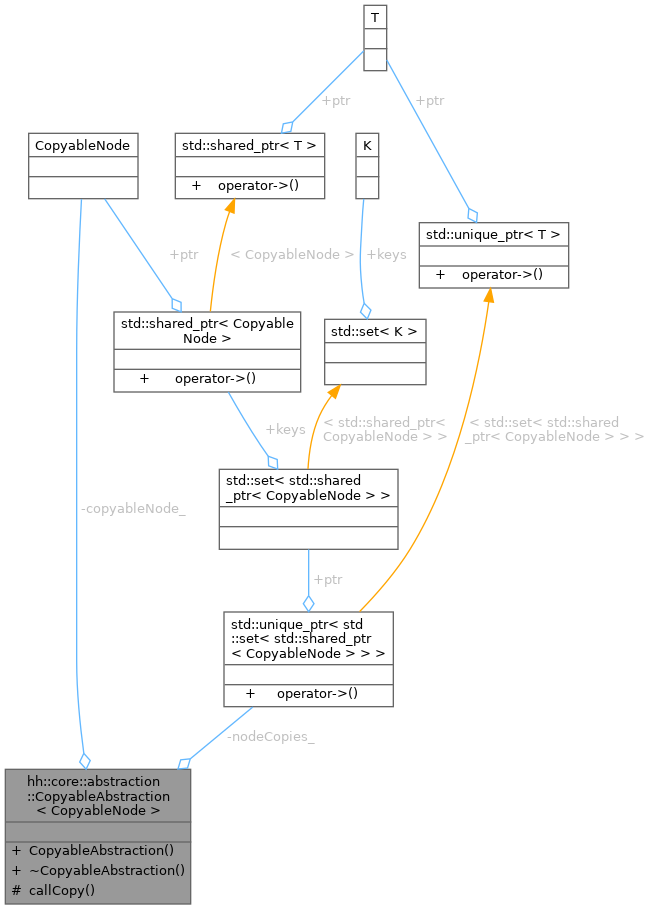 T
+ptr
+ptr
CopyableNode
std::shared_ptr< T >
+ operator->()
K
std::unique_ptr< T >
+ operator->()
+ptr
< CopyableNode >
+keys
std::shared_ptr< Copyable
Node >
+ operator->()
std::set< K >
+keys
< std::shared_ptr<
CopyableNode > >
< std::set< std::shared
_ptr< CopyableNode > > >
std::set< std::shared
_ptr< CopyableNode > >
-copyableNode_
+ptr
std::unique_ptr< std
::set< std::shared_ptr
< CopyableNode > > >
+ operator->()
-nodeCopies_
hh::core::abstraction
::CopyableAbstraction
< CopyableNode >
+ CopyableAbstraction()
+ ~CopyableAbstraction()
# callCopy()